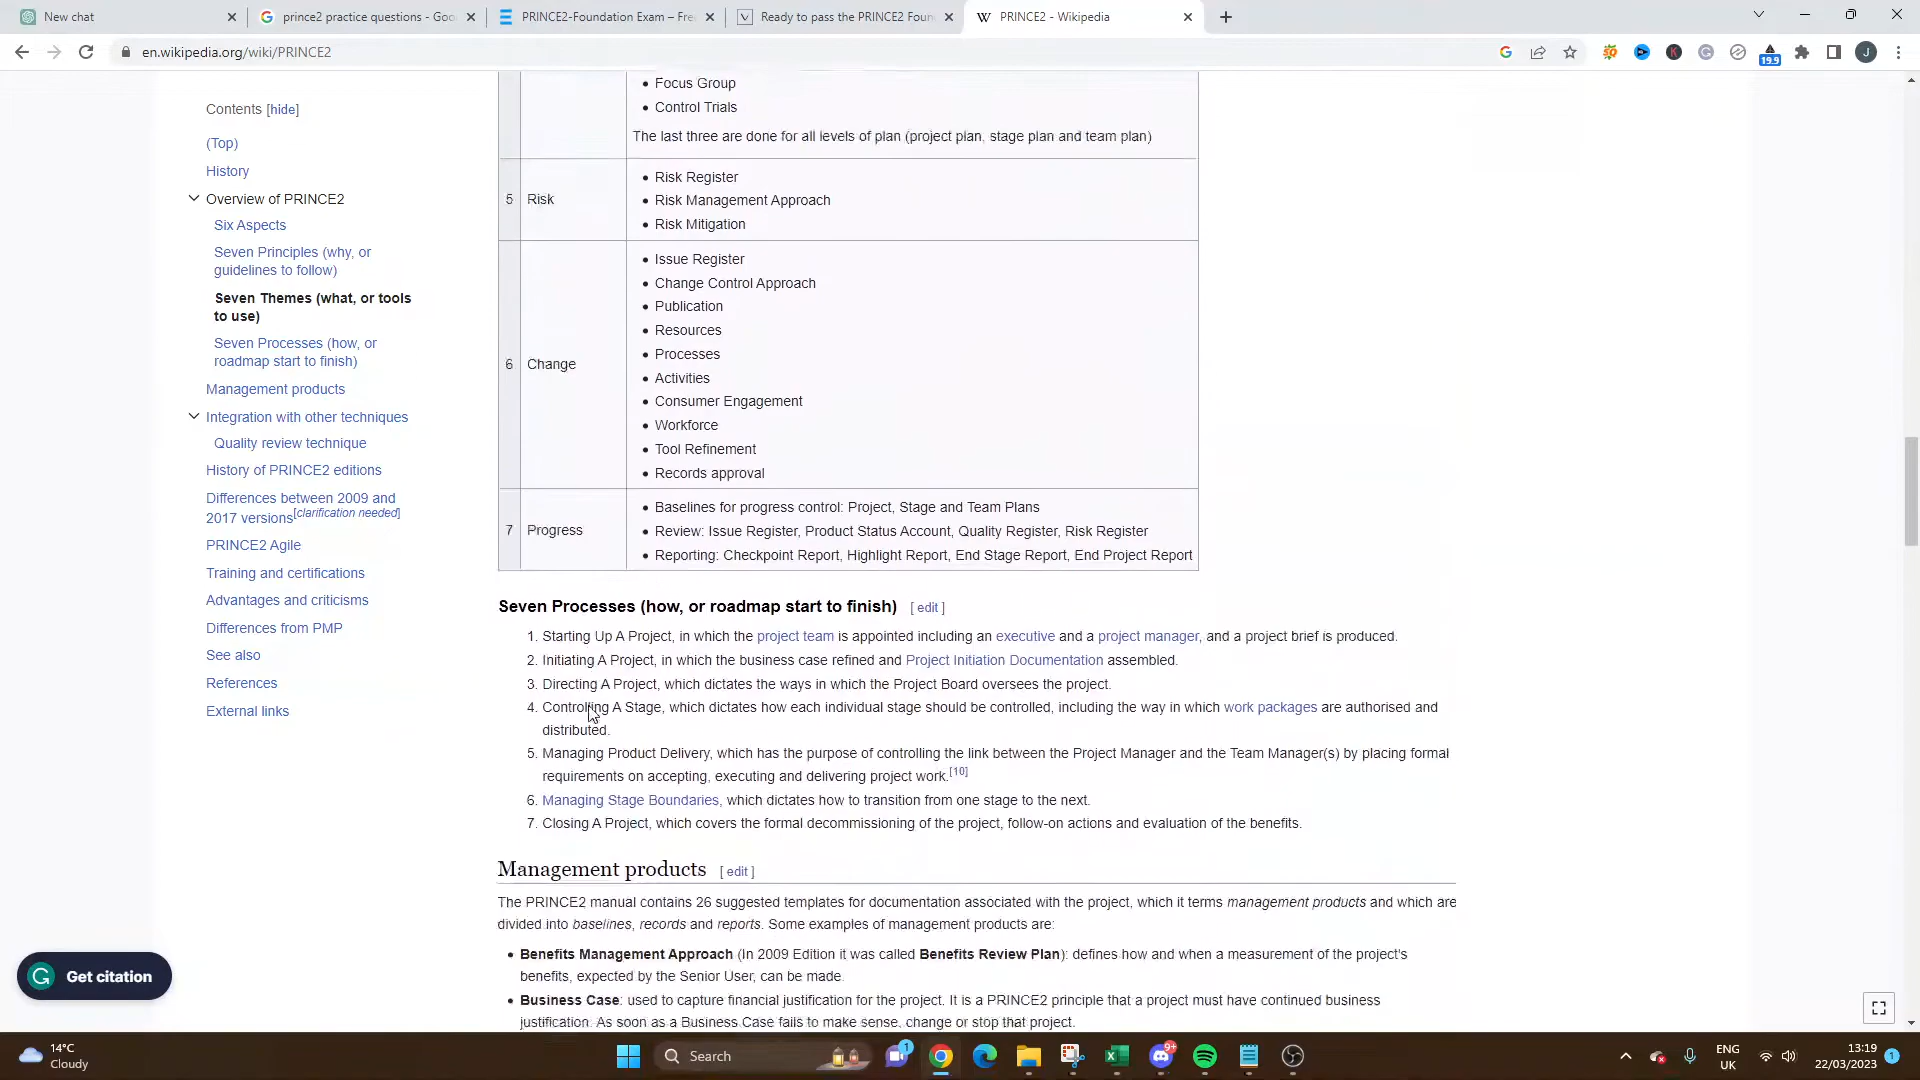 New chat
prince2 practice questions - Goo
PRINCE2-Foundation Exam – Fre
Ready to pass the PRINCE2 Foun
PRINCE2 - Wikipedia
en.wikipedia.org/wiki/PRINCE2
19.9
J
Contents [hide]
(Top)
History
Overview of PRINCE2
Six Aspects
Seven Principles (why, or
guidelines to follow)
Seven Themes (what, or tools
to use)
Seven Processes (how, or
roadmap start to finish)
Management products
Integration with other techniques
Quality review technique
History of PRINCE2 editions
Differences between 2009 and
2017 versions[clarification needed]
PRINCE2 Agile
Training and certifications
Advantages and criticisms
Differences from PMP
See also
References
External links
• Focus Group
• Control Trials
The last three are done for all levels of plan (project plan, stage plan and team plan)
5 Risk
• Risk Register
• Risk Management Approach
• Risk Mitigation
6 Change
• Issue Register
• Change Control Approach
• Publication
• Resources
• Processes
• Activities
• Consumer Engagement
• Workforce
• Tool Refinement
• Records approval
7 Progress
• Baselines for progress control: Project, Stage and Team Plans
• Review: Issue Register, Product Status Account, Quality Register, Risk Register
• Reporting: Checkpoint Report, Highlight Report, End Stage Report, End Project Report
Seven Processes (how, or roadmap start to finish) [ edit ]
1. Starting Up A Project, in which the project team is appointed including an executive and a project manager, and a project brief is produced.
2. Initiating A Project, in which the business case refined and Project Initiation Documentation assembled.
3. Directing A Project, which dictates the ways in which the Project Board oversees the project.
4. Controlling A Stage, which dictates how each individual stage should be controlled, including the way in which work packages are authorised and
distributed.
5. Managing Product Delivery, which has the purpose of controlling the link between the Project Manager and the Team Manager(s) by placing formal
requirements on accepting, executing and delivering project work.[10]
6. Managing Stage Boundaries, which dictates how to transition from one stage to the next.
7. Closing A Project, which covers the formal decommissioning of the project, follow-on actions and evaluation of the benefits.
Management products [ edit ]
The PRINCE2 manual contains 26 suggested templates for documentation associated with the project, which it terms management products and which are
divided into baselines, records and reports. Some examples of management products are:
• Benefits Management Approach (In 2009 Edition it was called Benefits Review Plan): defines how and when a measurement of the project's
benefits, expected by the Senior User, can be made.
• Business Case: used to capture financial justification for the project. It is a PRINCE2 principle that a project must have continued business
justification. As soon as a Business Case fails to make sense, change or stop that project.
Get citation
14°C
Cloudy
Search
1
9+
ENG
UK
13:19
22/03/2023
1